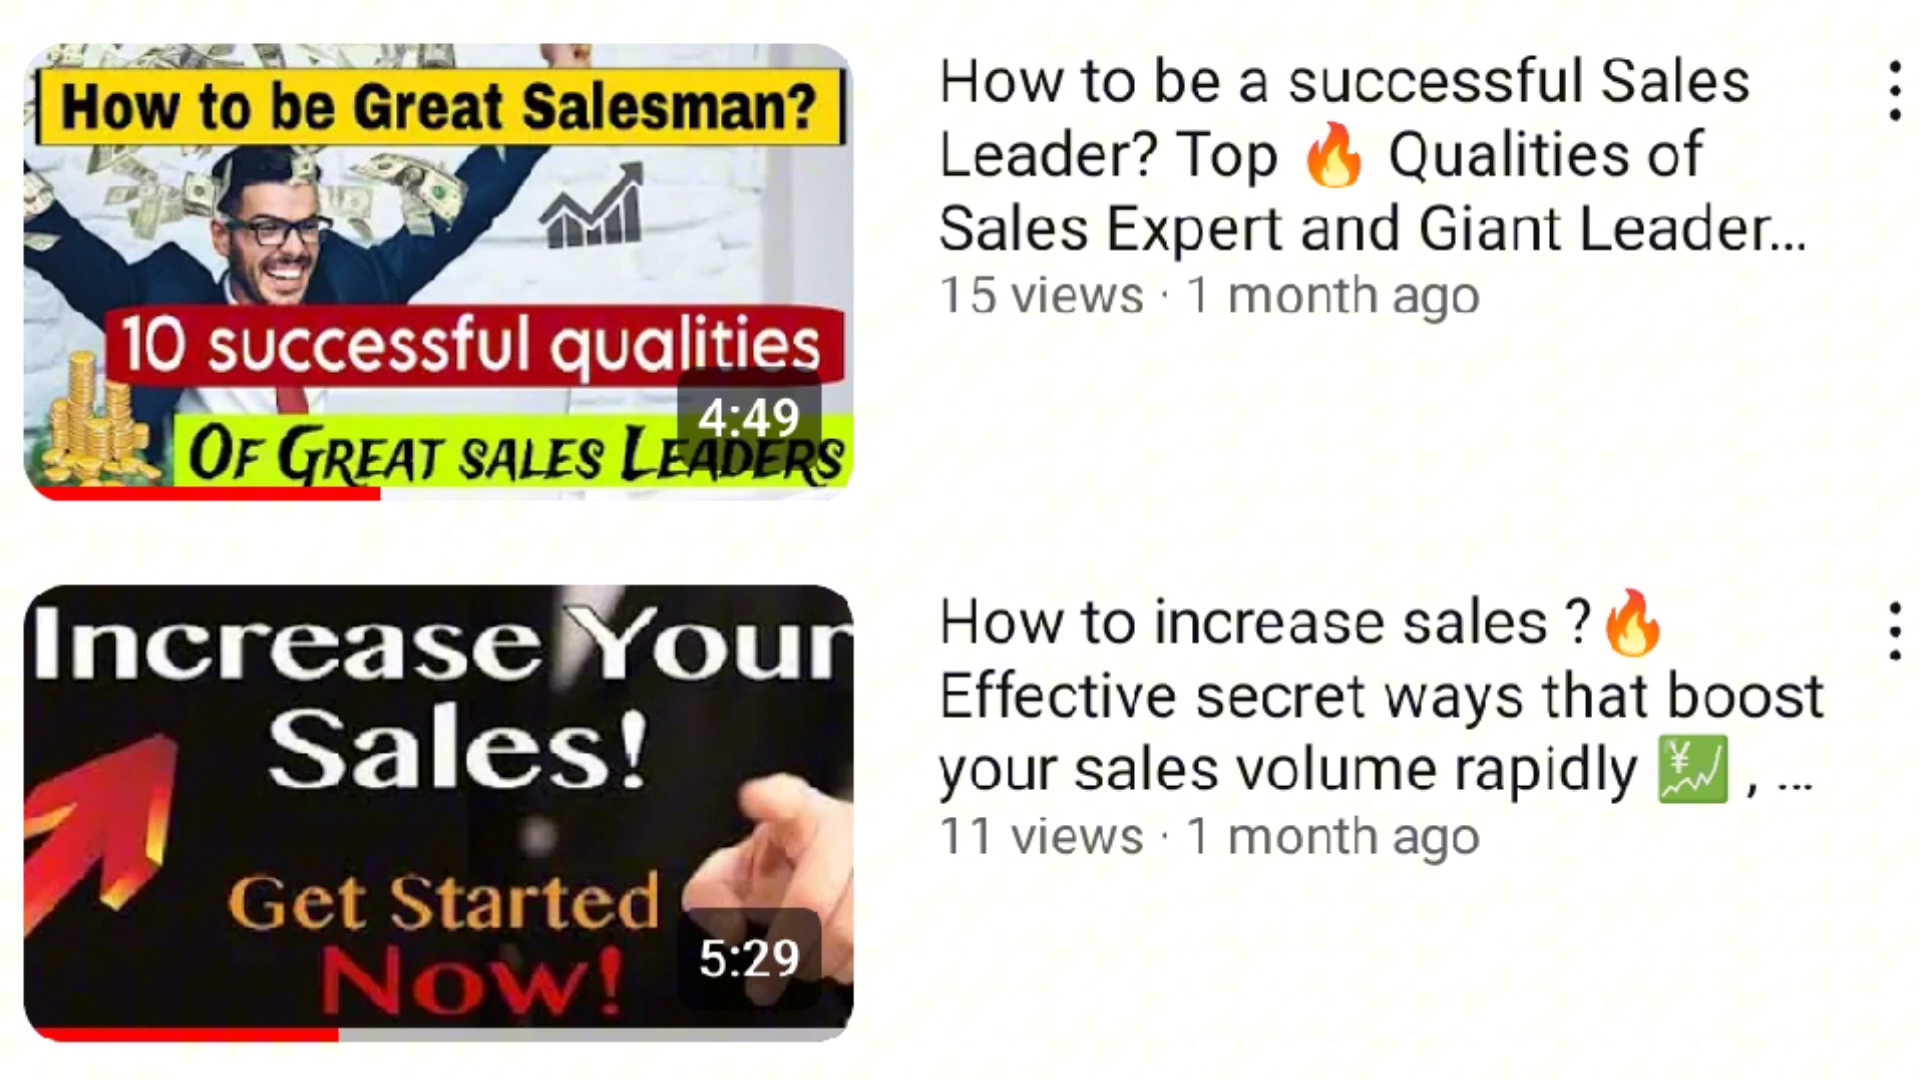 How to be Great Salesman?
10 successful qualities
4:49
OF GREAT SALES LEADERS
How to be a successful Sales
Leader? Top 🔥 Qualities of
Sales Expert and Giant Leader...
15 views · 1 month ago
Increase Your
Sales!
Get Started
Now!
5:29
How to increase sales ?🔥
Effective secret ways that boost
your sales volume rapidly 💹 , ...
11 views · 1 month ago